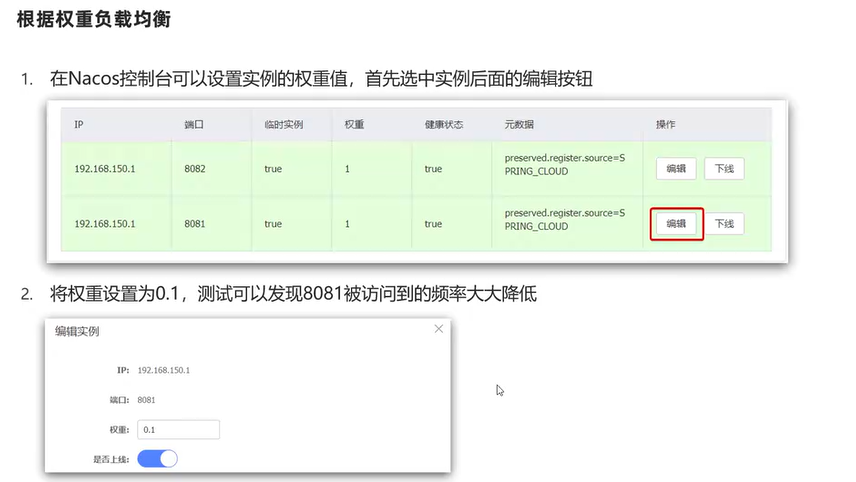 根据权重负载均衡
1. 在Nacos控制台可以设置实例的权重值，首先选中实例后面的编辑按钮
IP 端口 临时实例 权重 健康状态 元数据 操作
192.168.150.1 8082 true 1 true preserved.register.source=S 编辑 下线
PRING_CLOUD
192.168.150.1 8081 true 1 true preserved.register.source=S 编辑 下线
PRING_CLOUD
2. 将权重设置为0.1，测试可以发现8081被访问到的频率大大降低
编辑实例
IP: 192.168.150.1
端口: 8081
权重: 0.1
是否上线: